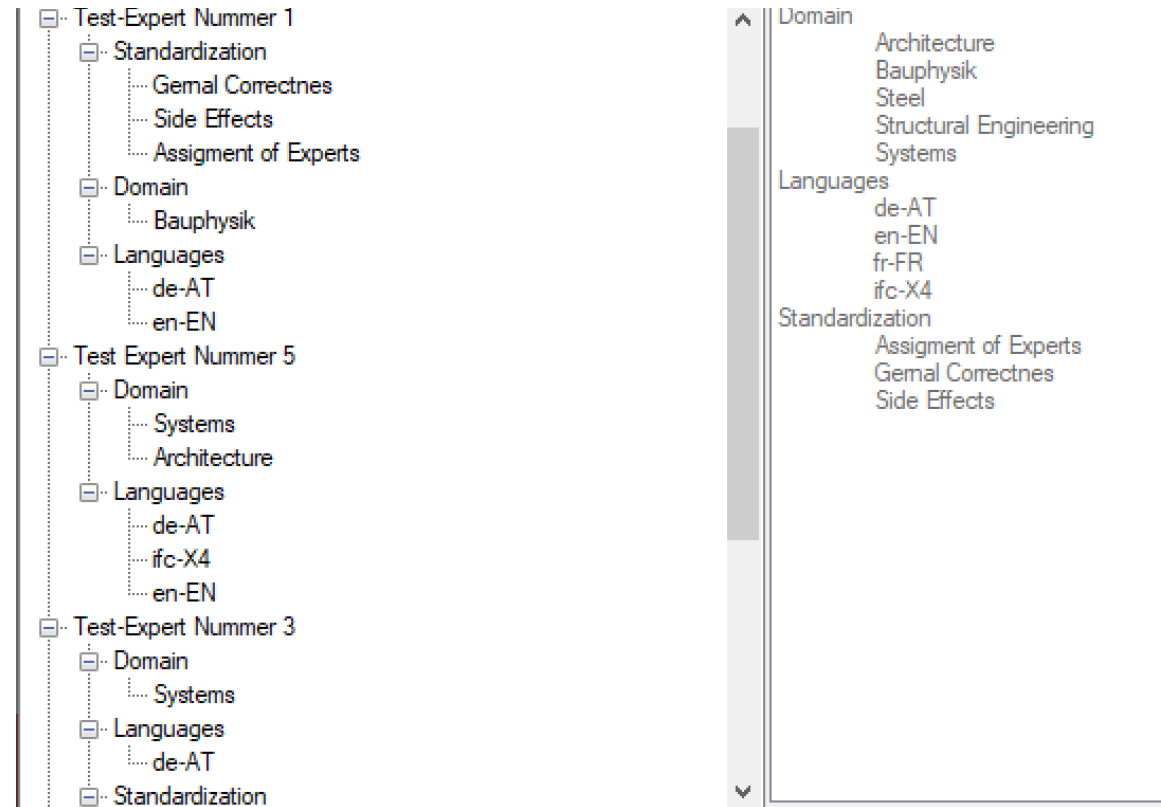 Test-Expert Nummer 1
Standardization
Gernal Correctnes
Side Effects
Assigment of Experts
Domain
Bauphysik
Languages
de-AT
en-EN
Test Expert Nummer 5
Domain
Systems
Architecture
Languages
de-AT
ifc-X4
en-EN
Test-Expert Nummer 3
Domain
Systems
Languages
de-AT
Standardization
Domain
Architecture
Bauphysik
Steel
Structural Engineering
Systems
Languages
de-AT
en-EN
fr-FR
ifc-X4
Standardization
Assigment of Experts
Gernal Correctnes
Side Effects